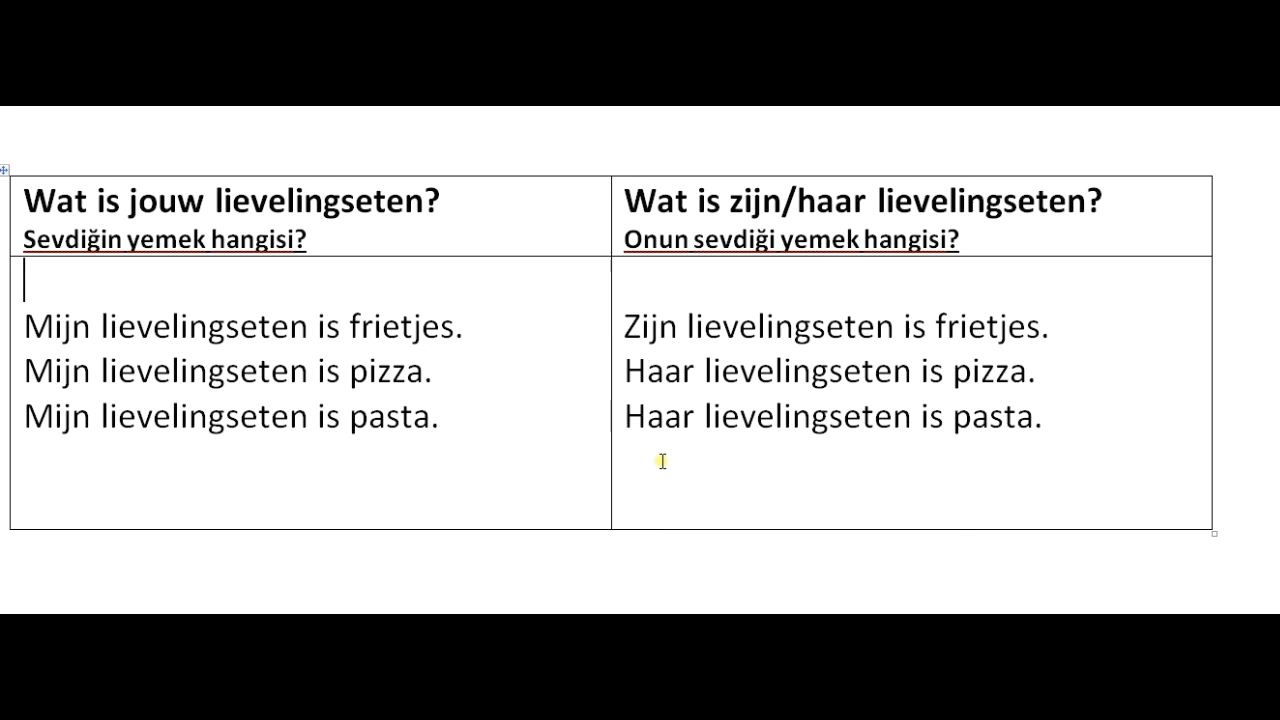 Wat is jouw lievelingseten?
Sevdiğin yemek hangisi?
Mijn lievelingseten is frietjes.
Mijn lievelingseten is pizza.
Mijn lievelingseten is pasta.
Wat is zijn/haar lievelingseten?
Onun sevdiği yemek hangisi?
Zijn lievelingseten is frietjes.
Haar lievelingseten is pizza.
Haar lievelingseten is pasta.